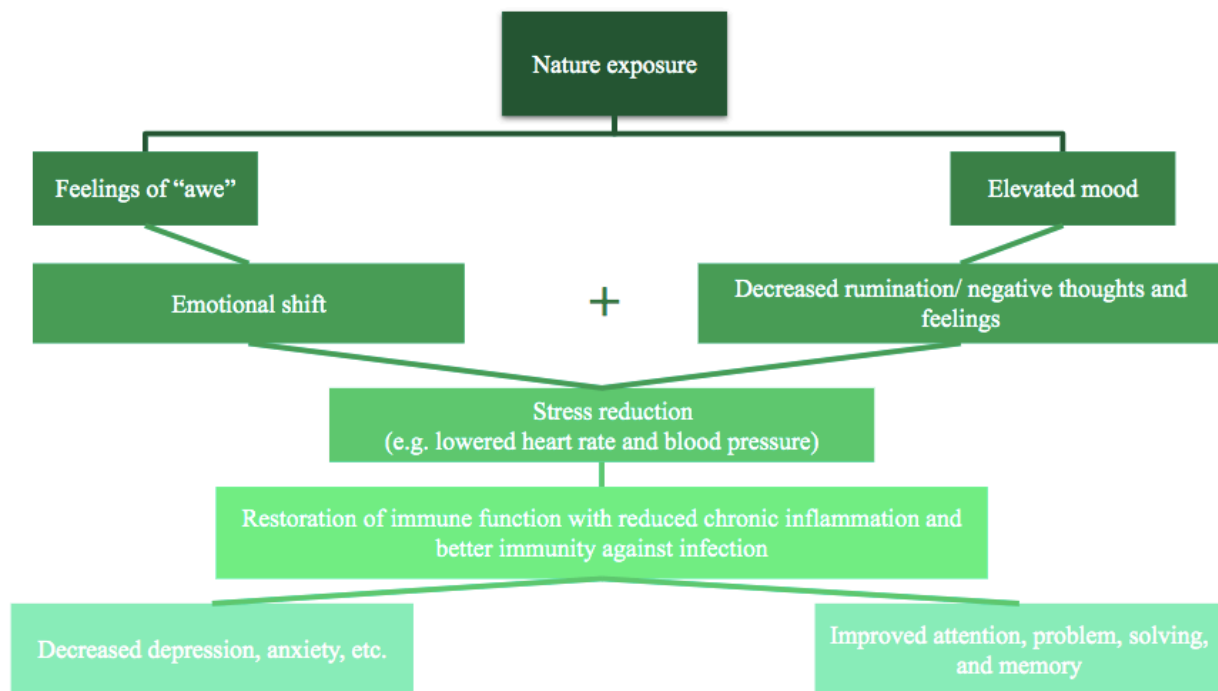 Nature exposure
Feelings of “awe”
Elevated mood
Emotional shift
+
Decreased rumination/ negative thoughts and
feelings
Stress reduction
(e.g. lowered heart rate and blood pressure)
Restoration of immune function with reduced chronic inflammation and
better immunity against infection
Decreased depression, anxiety, etc.
Improved attention, problem, solving,
and memory